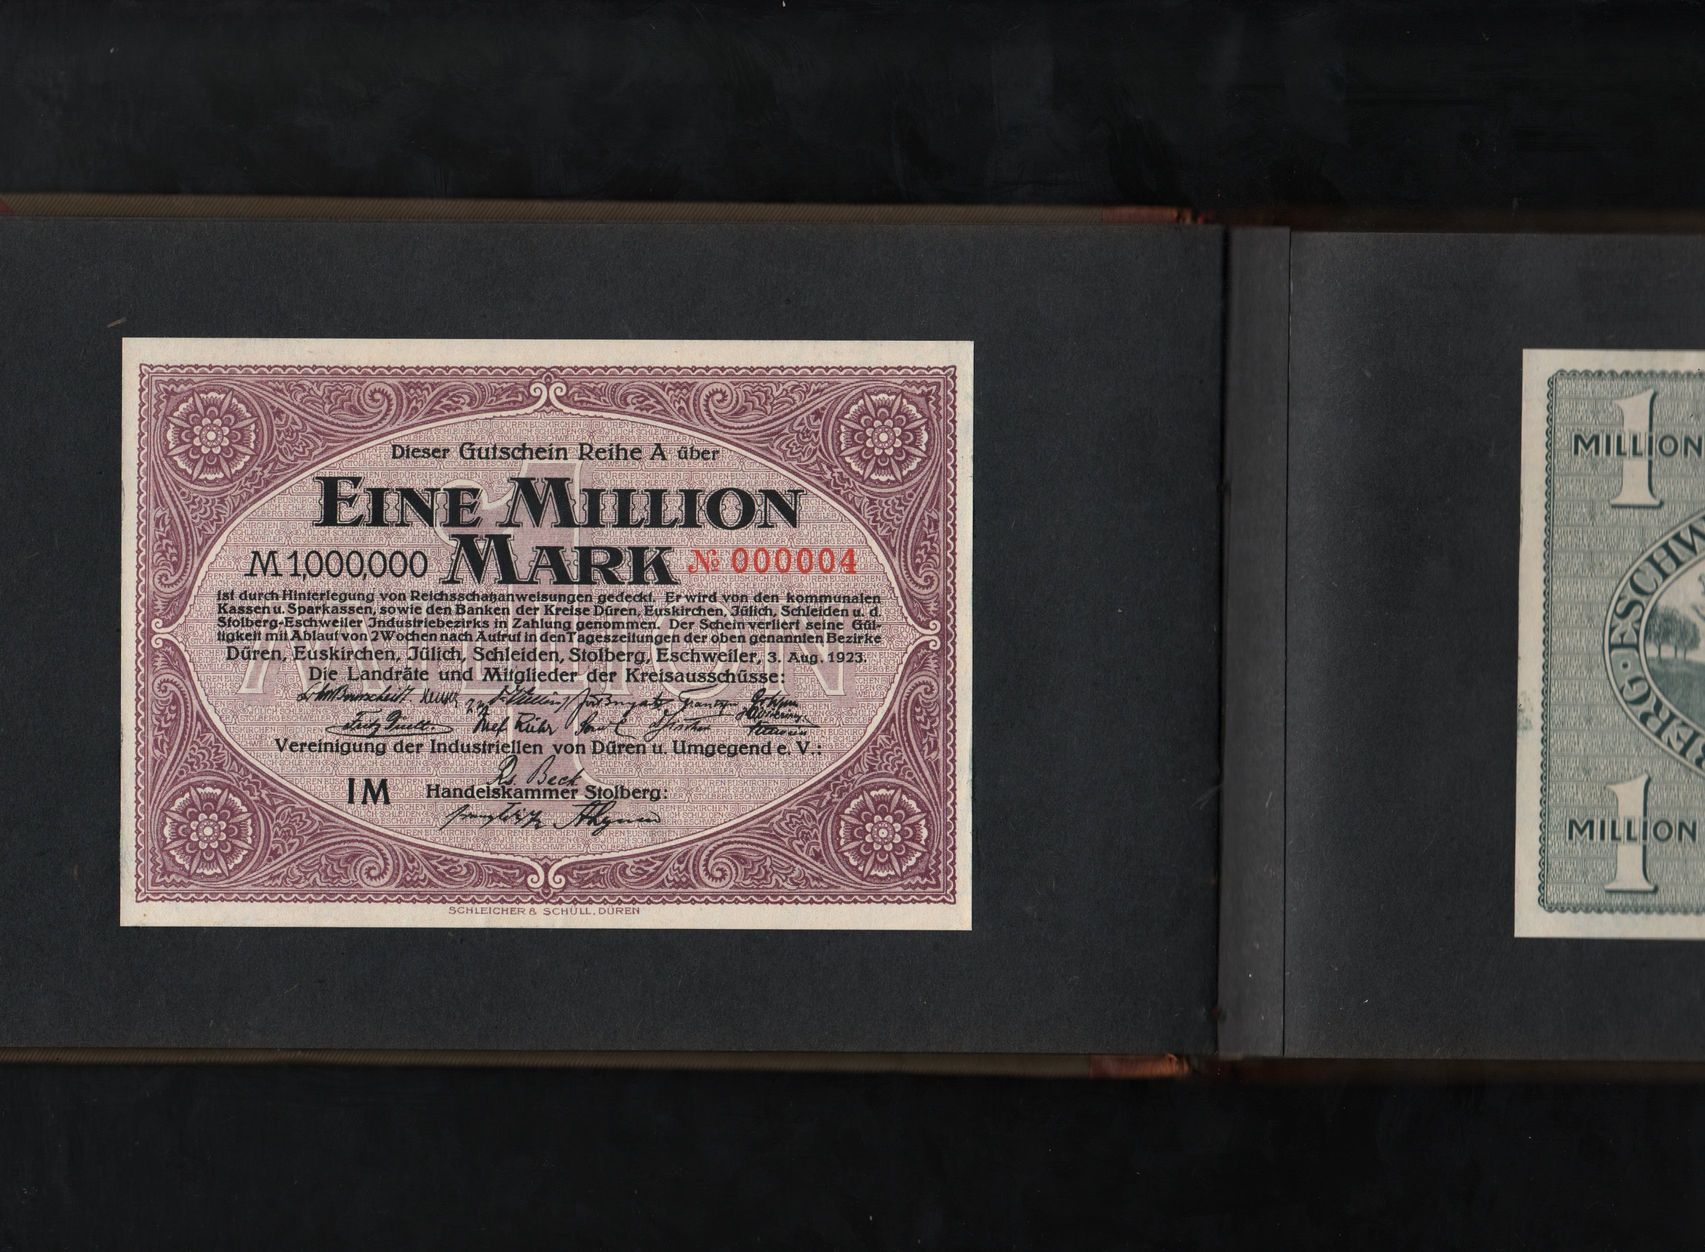 Dieser Gutschein Reihe A über
EINE MILLION
M 1,000,000 MARK № 000004
ist durch Hinterlegung von Reichsschatzanweisungen gedeckt. Er wird von den kommunalen
Kassen u. Sparkassen, sowie den Banken der Kreise Düren, Euskirchen, Jülich, Schleiden u. d.
Stolberg-Eschweiler Industriebezirks in Zahlung genommen. Der Schein verliert seine Gül-
tigkeit mit Ablauf von 2 Wochen nach Aufruf in den Tageszeitungen der oben genannten Bezirke
Düren, Euskirchen, Jülich, Schleiden, Stolberg, Eschweiler, 3. Aug. 1923.
Die Landräte und Mitglieder der Kreisausschüsse:
Vereinigung der Industriellen von Düren u. Umgegend e. V.:
Beck
1M Handelskammer Stolberg:
SCHLEICHER & SCHÜLL, DÜREN
1
MILLION
1
MILLION